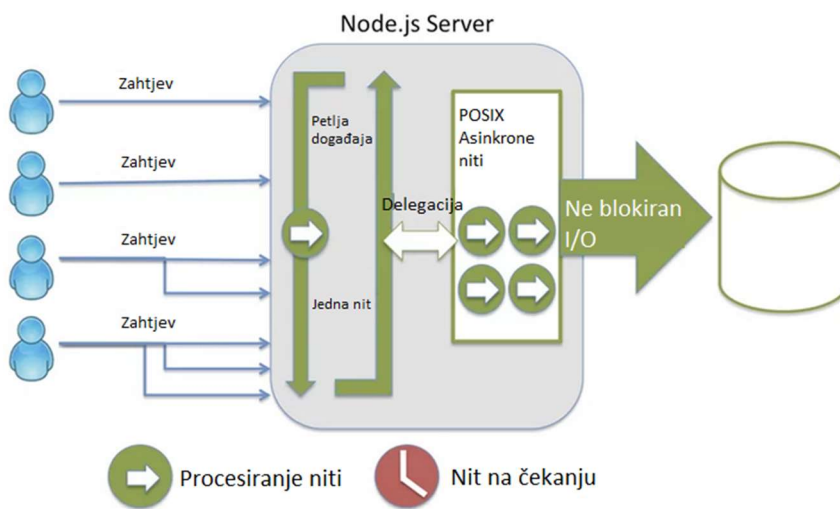 Node.js Server
Zahtjev
Zahtjev
Zahtjev
Zahtjev
Petlja
događaja
Jedna nit
Delegacija
POSIX
Asinkrone
niti
Ne blokiran
I/O
Procesiranje niti
Nit na čekanju